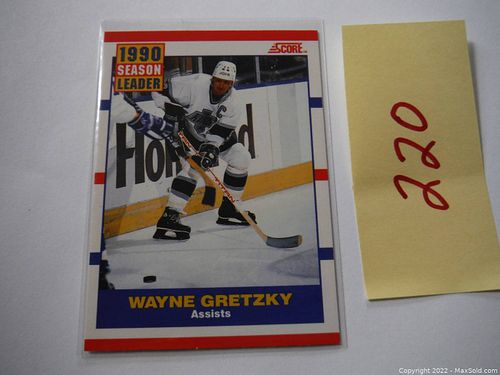 1990
SEASON
LEADER
SCORE
WAYNE GRETZKY
Assists
220
Copyright 2022 - MaxSold.com